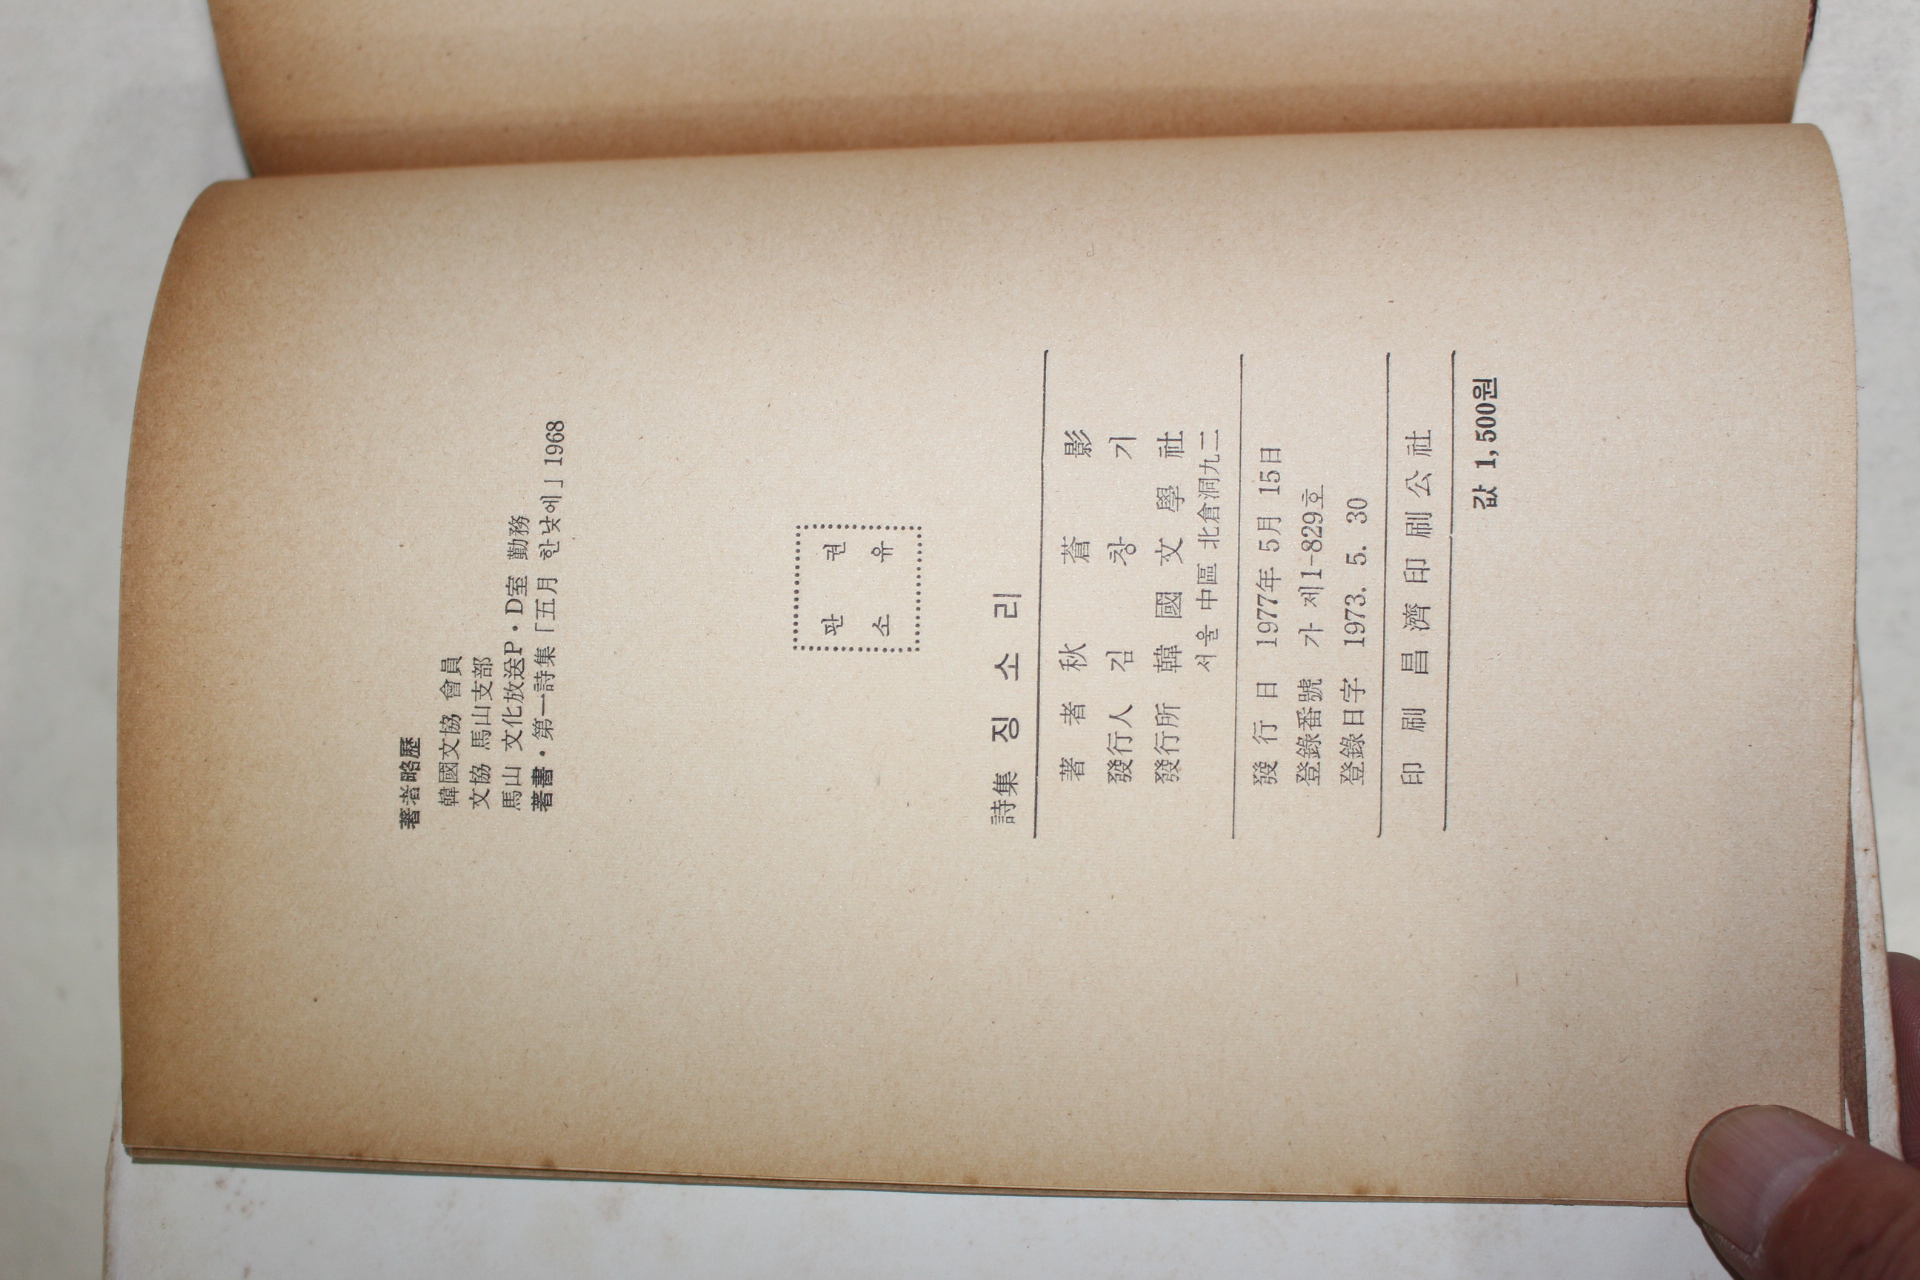 著者略歷
韓國文協 會員
文協 馬山支部
馬山 文化放送P・D室 勤務
著書・第一詩集「五月 한낮에」1968
판 권
소 유
詩集 징 소 리
著 者 秋 蒼 影
發行人 김 창 기
發行所 韓 國 文 學 社
서울 中區 北倉洞九二
發 行 日 1977年 5月 15日
登錄番號 가 제1-829호
登錄日字 1973. 5. 30
印 刷 昌 濟 印 刷 公 社
값 1,500원